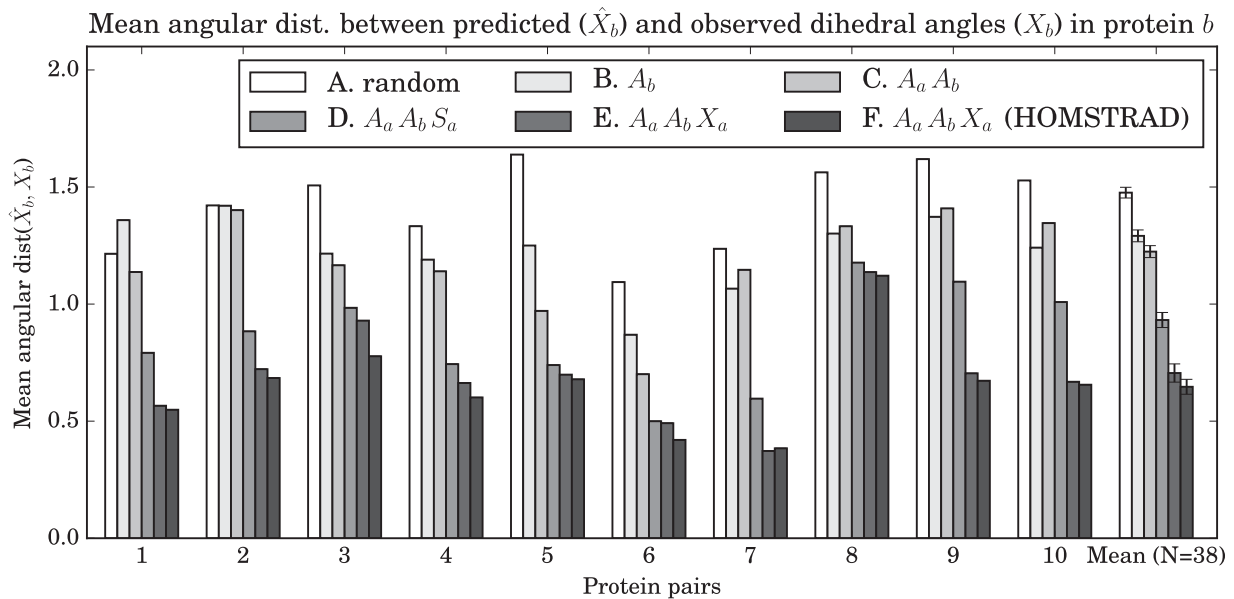 Mean angular dist. between predicted (X̂_b) and observed dihedral angles (X_b) in protein b
2.0
A. random B. A_b C. A_a A_b
D. A_a A_b S_a E. A_a A_b X_a F. A_a A_b X_a (HOMSTRAD)
1.5
1.0
0.5
0.0
Mean angular dist(X̂_b, X_b)
1 2 3 4 5 6 7 8 9 10 Mean (N=38)
Protein pairs